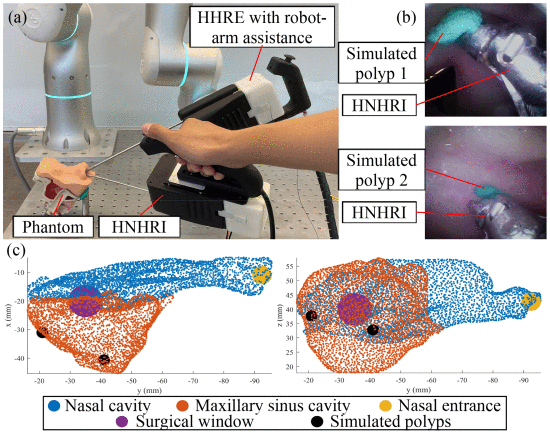 (a)
HHRE with robot-
arm assistance
Phantom
HNHRI
(b)
Simulated
polyp 1
HNHRI
Simulated
polyp 2
HNHRI
(c)
-10
-20
-30
-40
x (mm)
-20 -30 -40 -50 -60 -70 -80 -90
y (mm)
55
50
45
40
35
30
25
20
z (mm)
-20 -30 -40 -50 -60 -70 -80 -90
y (mm)
Nasal cavity Maxillary sinus cavity Nasal entrance
Surgical window Simulated polyps